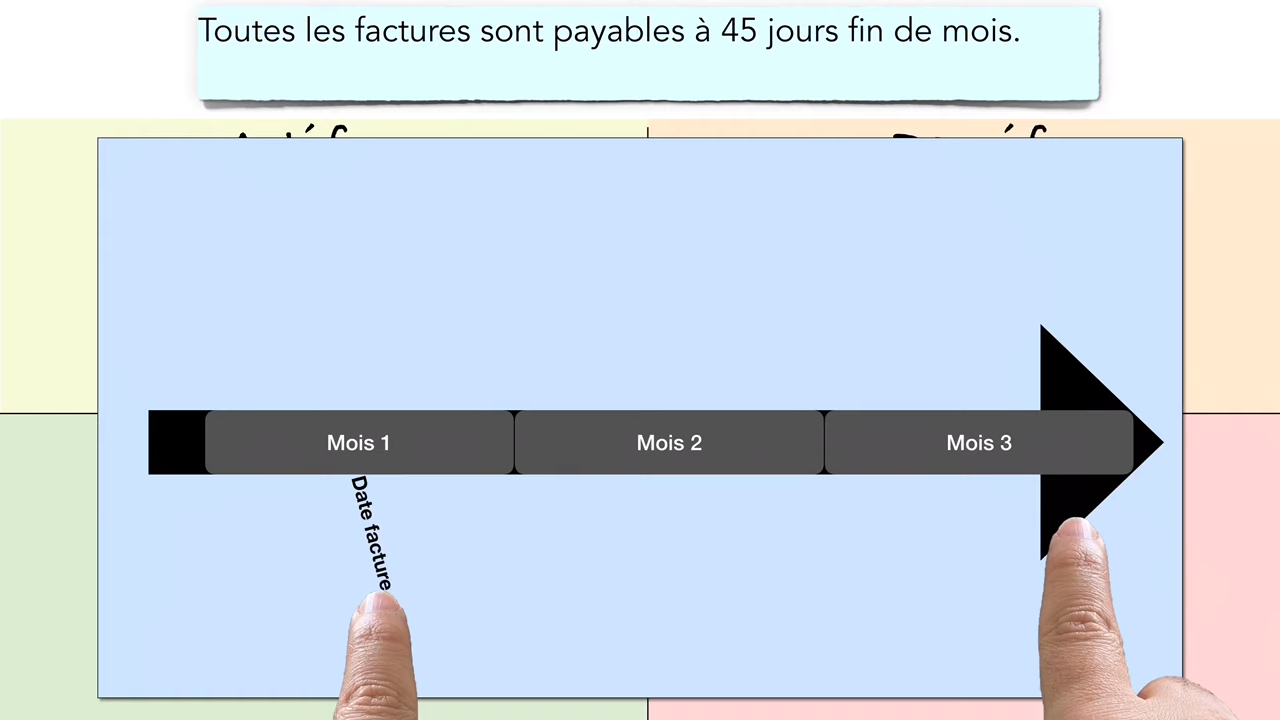 Toutes les factures sont payables à 45 jours fin de mois.
Mois 1
Mois 2
Mois 3
Date facture